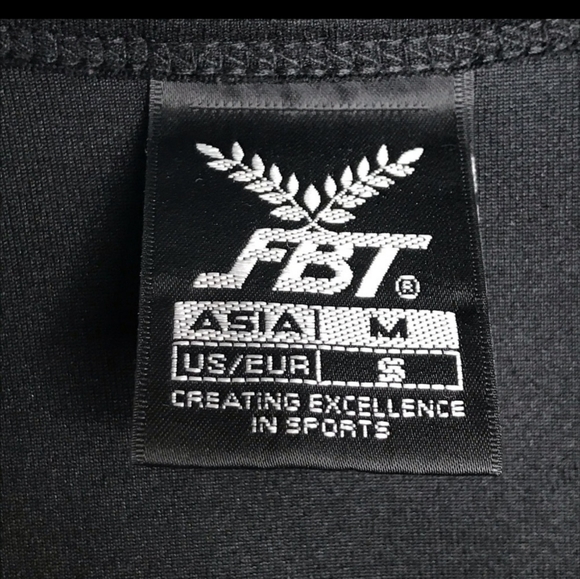 FBT®
ASIA M
US/EUR S
CREATING EXCELLENCE
IN SPORTS